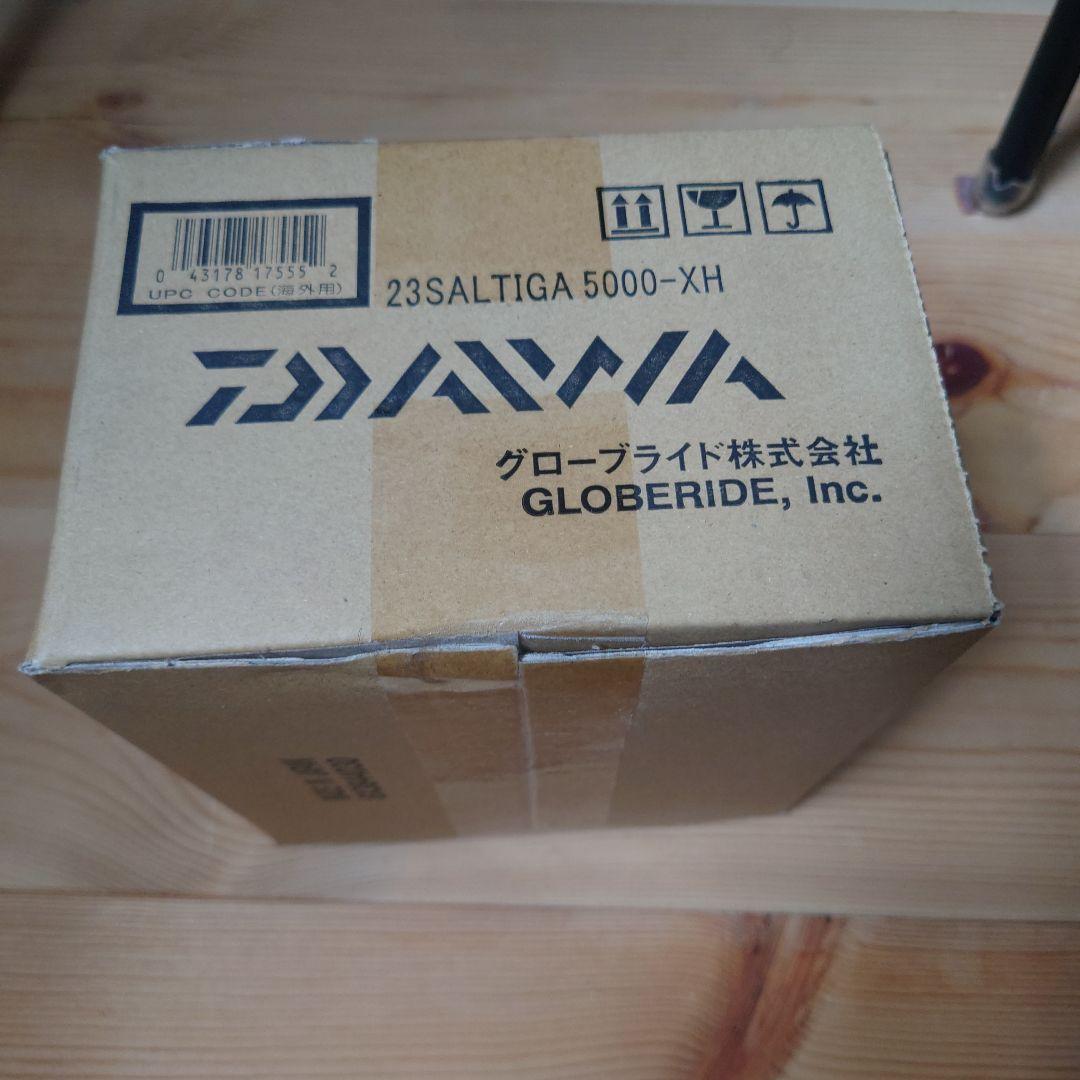 0 43178 17555 2
UPC CODE(海外用)
23SALTIGA 5000-XH
DAIWA
グローブライド株式会社
GLOBERIDE, Inc.